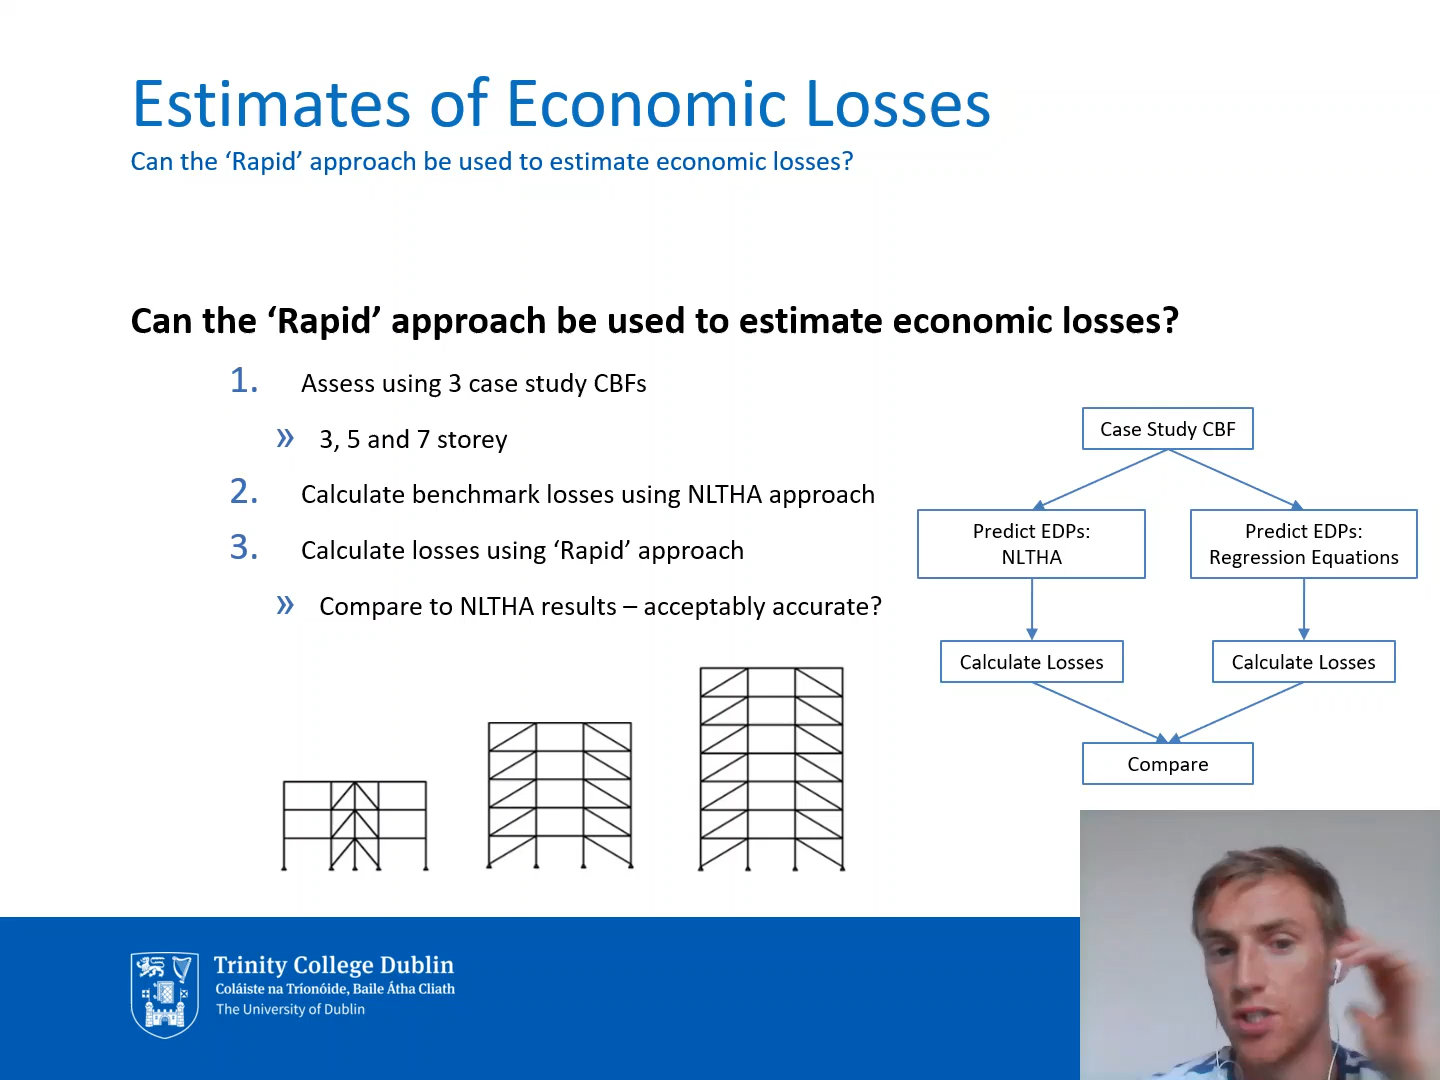 Estimates of Economic Losses
Can the ‘Rapid’ approach be used to estimate economic losses?
Can the ‘Rapid’ approach be used to estimate economic losses?
1. Assess using 3 case study CBFs
» 3, 5 and 7 storey
2. Calculate benchmark losses using NLTHA approach
3. Calculate losses using ‘Rapid’ approach
» Compare to NLTHA results – acceptably accurate?
Case Study CBF
Predict EDPs:
NLTHA
Predict EDPs:
Regression Equations
Calculate Losses
Calculate Losses
Compare
Trinity College Dublin
Coláiste na Tríonóide, Baile Átha Cliath
The University of Dublin